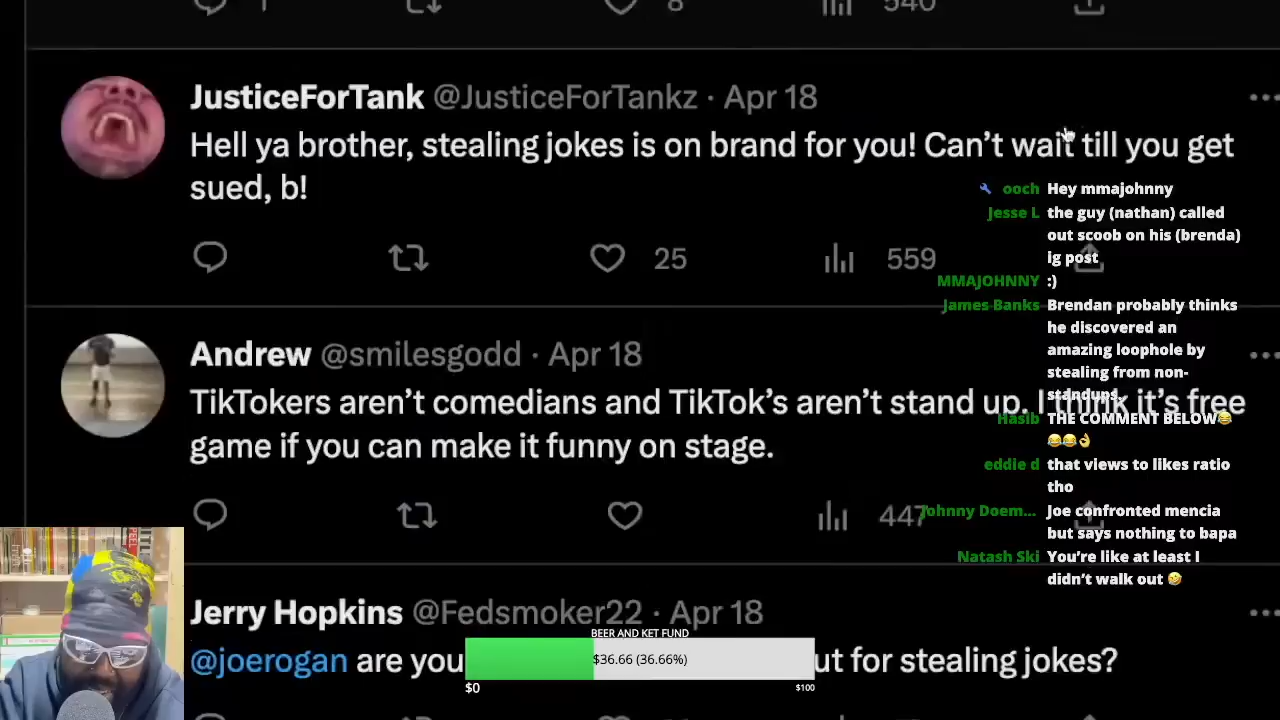 1 8 540
JusticeForTank @JusticeForTankz · Apr 18
Hell ya brother, stealing jokes is on brand for you! Can't wait till you get
sued, b!
25 559
Andrew @smilesgodd · Apr 18
TikTokers aren't comedians and TikTok's aren't stand up. I think it's free
game if you can make it funny on stage.
447
Jerry Hopkins @Fedsmoker22 · Apr 18
@joerogan are you ut for stealing jokes?
BEER AND KET FUND
$36.66 (36.66%)
$0 $100
ooch Hey mmajohnny
Jesse L the guy (nathan) called
out scoob on his (brenda)
ig post
MMAJOHNNY :)
James Banks Brendan probably thinks
he discovered an
amazing loophole by
stealing from non-
standups.
Hasib THE COMMENT BELOW😂
😂😂👌
eddie d that views to likes ratio
tho
Johnny Doem... Joe confronted mencia
but says nothing to bapa
Natash Ski You're like at least I
didn't walk out 🤣